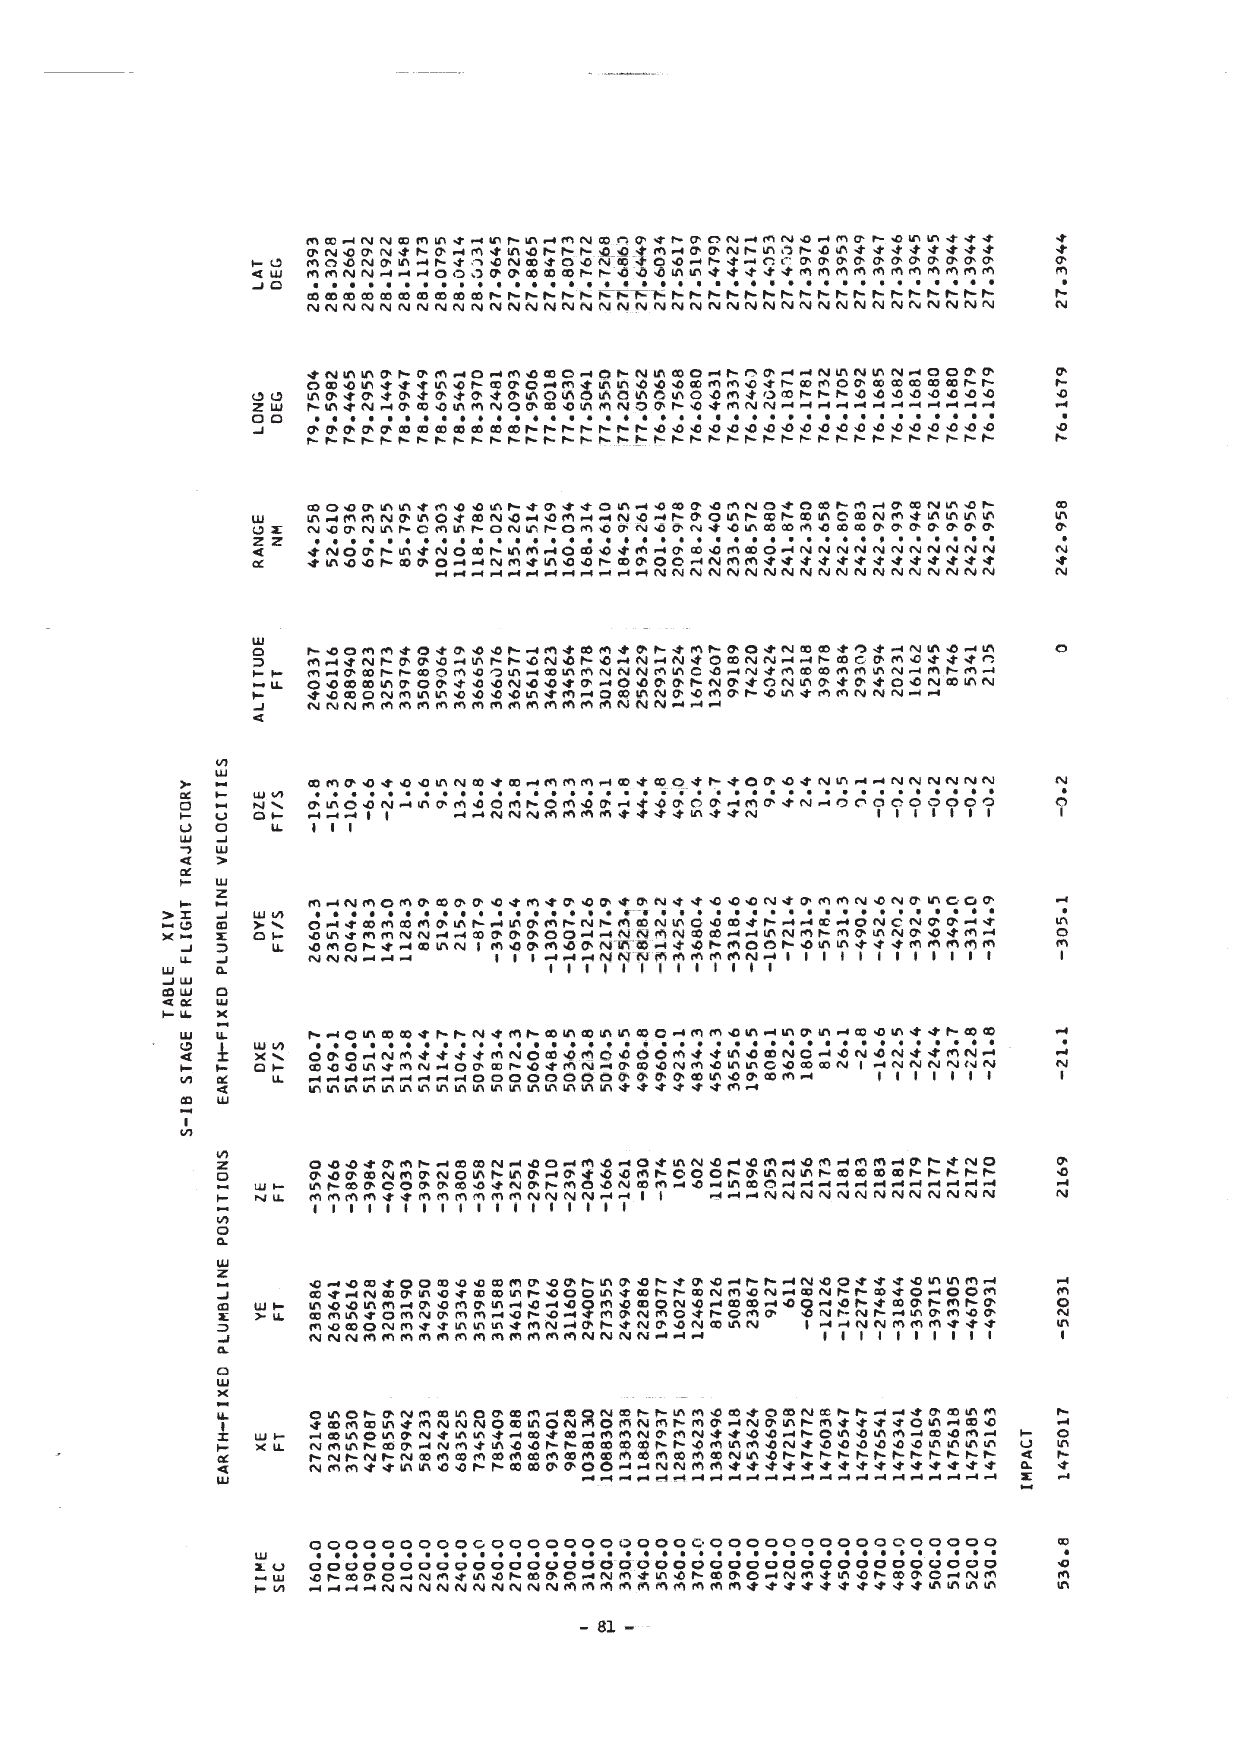 TABLE XIV
S-IB STAGE FREE FLIGHT TRAJECTORY
EARTH-FIXED PLUMBLINE POSITIONS EARTH-FIXED PLUMBLINE VELOCITIES
TIME XE YE ZE DXE DYE DZE ALTITUDE RANGE LONG LAT
SEC FT FT FT FT/S FT/S FT/S FT NM DEG DEG
160.0 272140 238586 -3590 5180.7 2660.3 -19.8 240337 44.258 79.7504 28.3393
170.0 323885 263641 -3766 5169.1 2351.1 -15.3 266116 52.610 79.5982 28.3028
180.0 375530 285616 -3896 5160.0 2044.2 -10.9 288940 60.936 79.4465 28.2661
190.0 427087 304528 -3984 5151.5 1738.3 -6.6 308823 69.239 79.2955 28.2292
200.0 478559 320384 -4029 5142.8 1433.0 -2.4 325773 77.525 79.1449 28.1922
210.0 529942 333190 -4033 5133.8 1128.3 1.6 339794 85.795 78.9947 28.1548
220.0 581233 342950 -3997 5124.4 823.9 5.6 350890 94.054 78.8449 28.1173
230.0 632428 349668 -3921 5114.7 519.8 9.5 359064 102.303 78.6953 28.0795
240.0 683525 353346 -3808 5104.7 215.9 13.2 364319 110.546 78.5461 28.0414
250.0 734520 353986 -3658 5094.2 -87.9 16.8 366656 118.786 78.3970 28.0031
260.0 785409 351588 -3472 5083.4 -391.6 20.4 366076 127.025 78.2481 27.9645
270.0 836188 346153 -3251 5072.3 -695.4 23.8 362577 135.267 78.0993 27.9257
280.0 886853 337679 -2996 5060.7 -999.3 27.1 356161 143.514 77.9506 27.8865
290.0 937401 326166 -2710 5048.8 -1303.4 30.3 346823 151.769 77.8018 27.8471
300.0 987828 311609 -2391 5036.5 -1607.9 33.3 334564 160.034 77.6530 27.8073
310.0 1038130 294007 -2043 5023.8 -1912.6 36.3 319378 168.314 77.5041 27.7672
320.0 1088302 273355 -1666 5010.5 -2217.9 39.1 301263 176.610 77.3550 27.7268
330.0 1138338 249649 -1261 4996.5 -2523.4 41.8 280214 184.925 77.2057 27.6860
340.0 1188227 222886 -830 4980.8 -2828.9 44.4 256229 193.261 77.0562 27.6449
350.0 1237937 193077 -374 4960.0 -3132.2 46.8 229317 201.616 76.9065 27.6034
360.0 1287375 160274 105 4923.1 -3425.4 49.0 199524 209.978 76.7568 27.5617
370.0 1336233 124689 602 4834.3 -3680.4 50.4 167043 218.299 76.6080 27.5199
380.0 1383496 87126 1106 4564.3 -3786.6 49.7 132607 226.406 76.4631 27.4790
390.0 1425418 50831 1571 3655.6 -3318.6 41.4 99189 233.653 76.3337 27.4422
400.0 1453624 23867 1896 1956.5 -2014.6 23.0 74220 238.572 76.2460 27.4171
410.0 1466690 9127 2053 808.1 -1057.2 9.9 60424 240.880 76.2049 27.4053
420.0 1472158 611 2121 362.5 -721.4 4.6 52312 241.874 76.1871 27.4002
430.0 1474772 -6082 2156 180.9 -631.9 2.4 45818 242.380 76.1781 27.3976
440.0 1476038 -12126 2173 81.5 -578.3 1.2 39878 242.658 76.1732 27.3961
450.0 1476547 -17670 2181 26.1 -531.3 0.5 34384 242.807 76.1705 27.3953
460.0 1476647 -22774 2183 -2.8 -490.2 0.1 29300 242.883 76.1692 27.3949
470.0 1476541 -27484 2183 -16.6 -452.6 -0.1 24594 242.921 76.1685 27.3947
480.0 1476341 -31844 2181 -22.5 -420.2 -0.2 20231 242.939 76.1682 27.3946
490.0 1476104 -35906 2179 -24.4 -392.9 -0.2 16162 242.948 76.1681 27.3945
500.0 1475859 -39715 2177 -24.4 -369.5 -0.2 12345 242.952 76.1680 27.3945
510.0 1475618 -43305 2174 -23.7 -349.0 -0.2 8746 242.955 76.1680 27.3944
520.0 1475385 -46703 2172 -22.8 -331.0 -0.2 5341 242.956 76.1679 27.3944
530.0 1475163 -49931 2170 -21.8 -314.9 -0.2 2105 242.957 76.1679 27.3944
IMPACT
536.8 1475017 -52031 2169 -21.1 -305.1 -0.2 0 242.958 76.1679 27.3944
- 81 -